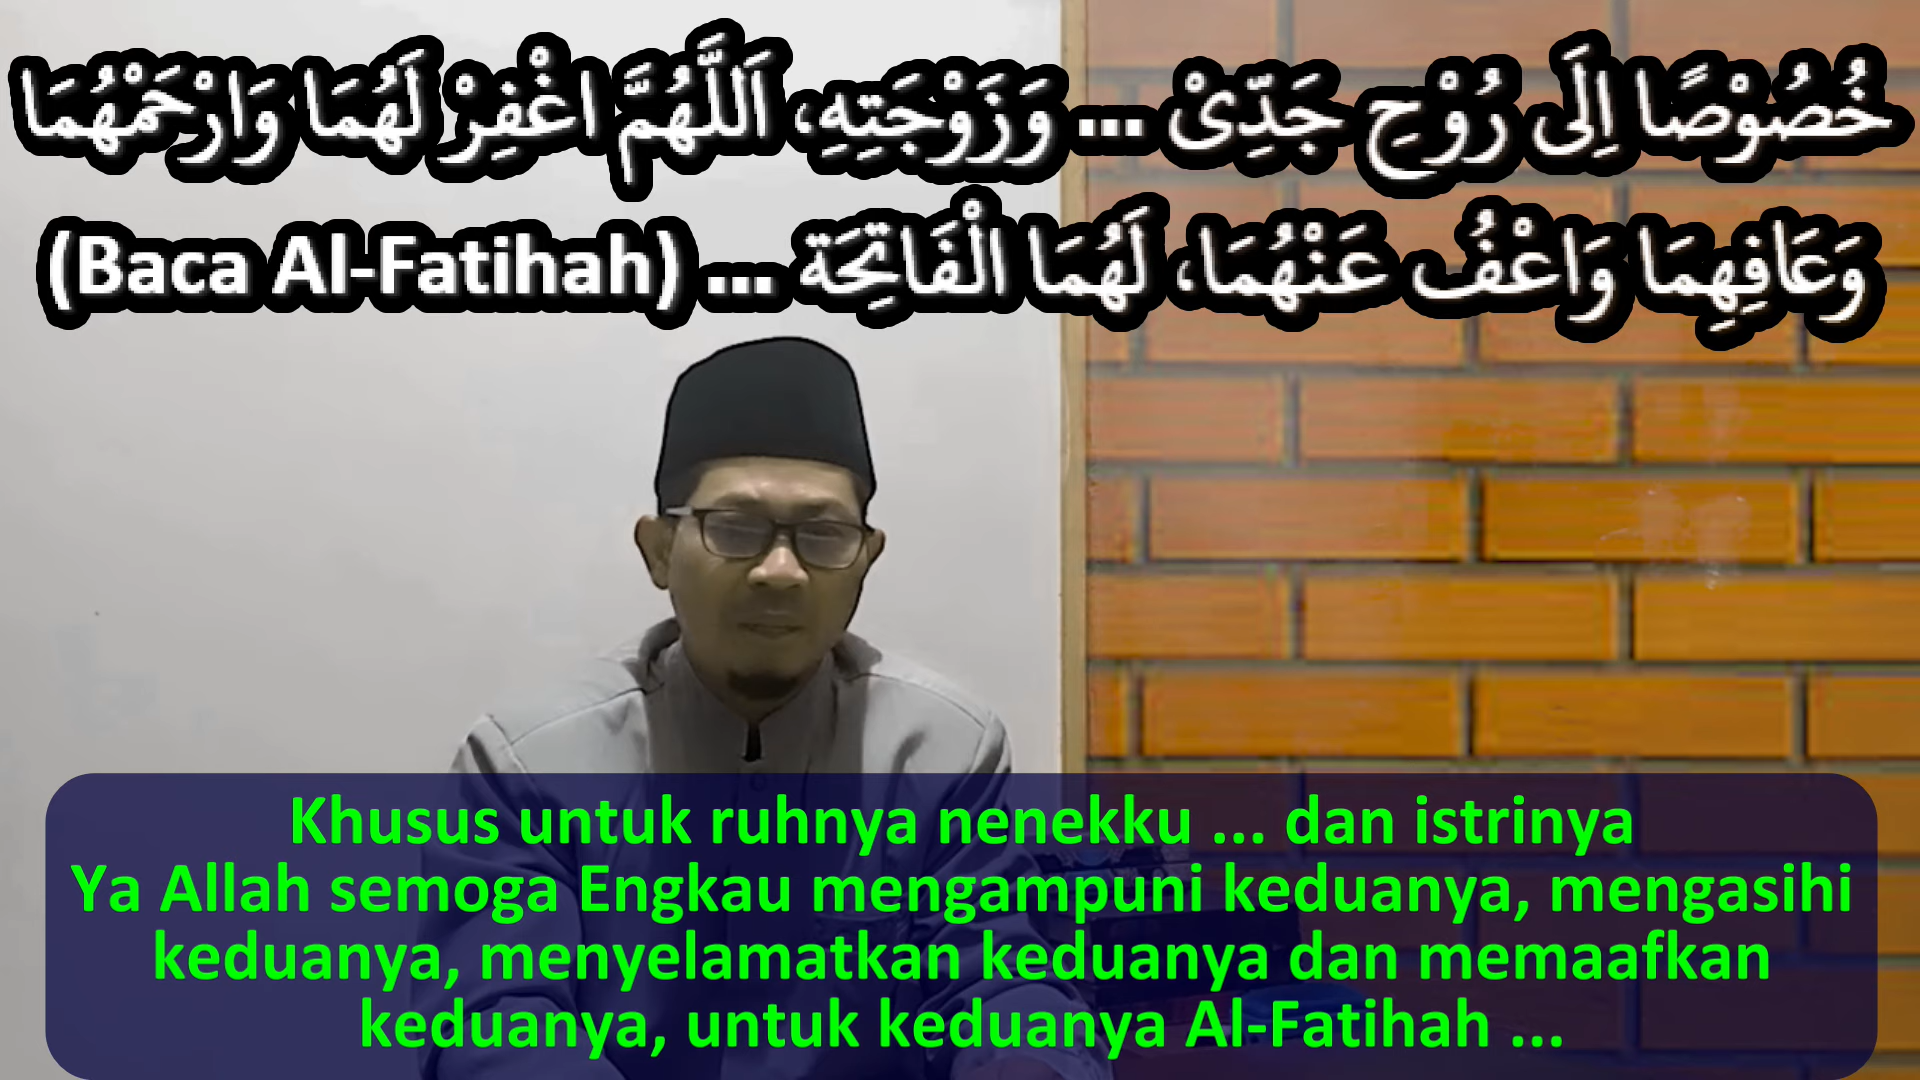 خُصُوْصًا اِلَى رُوْحِ جَدِّىْ ... وَزَوْجَتِهِ، اَللَّهُمَّ اغْفِرْ لَهُمَا وَارْحَمْهُمَا
وَعَافِهِمَا وَاعْفُ عَنْهُمَا، لَهُمَا الْفَاتِحَة ... (Baca Al-Fatihah)
Khusus untuk ruhnya nenekku ... dan istrinya
Ya Allah semoga Engkau mengampuni keduanya, mengasihi
keduanya, menyelamatkan keduanya dan memaafkan
keduanya, untuk keduanya Al-Fatihah ...